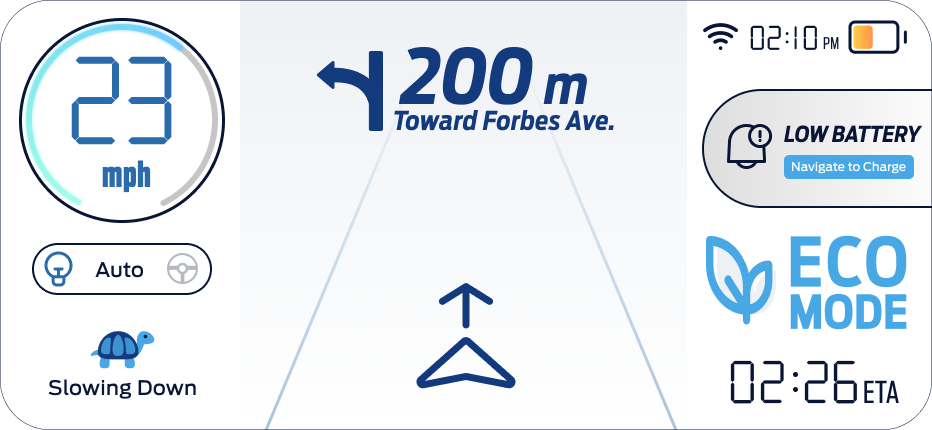 23
mph
Auto
Slowing Down
200 m
Toward Forbes Ave.
02:10 PM
LOW BATTERY
Navigate to Charge
ECO
MODE
02:26 ETA